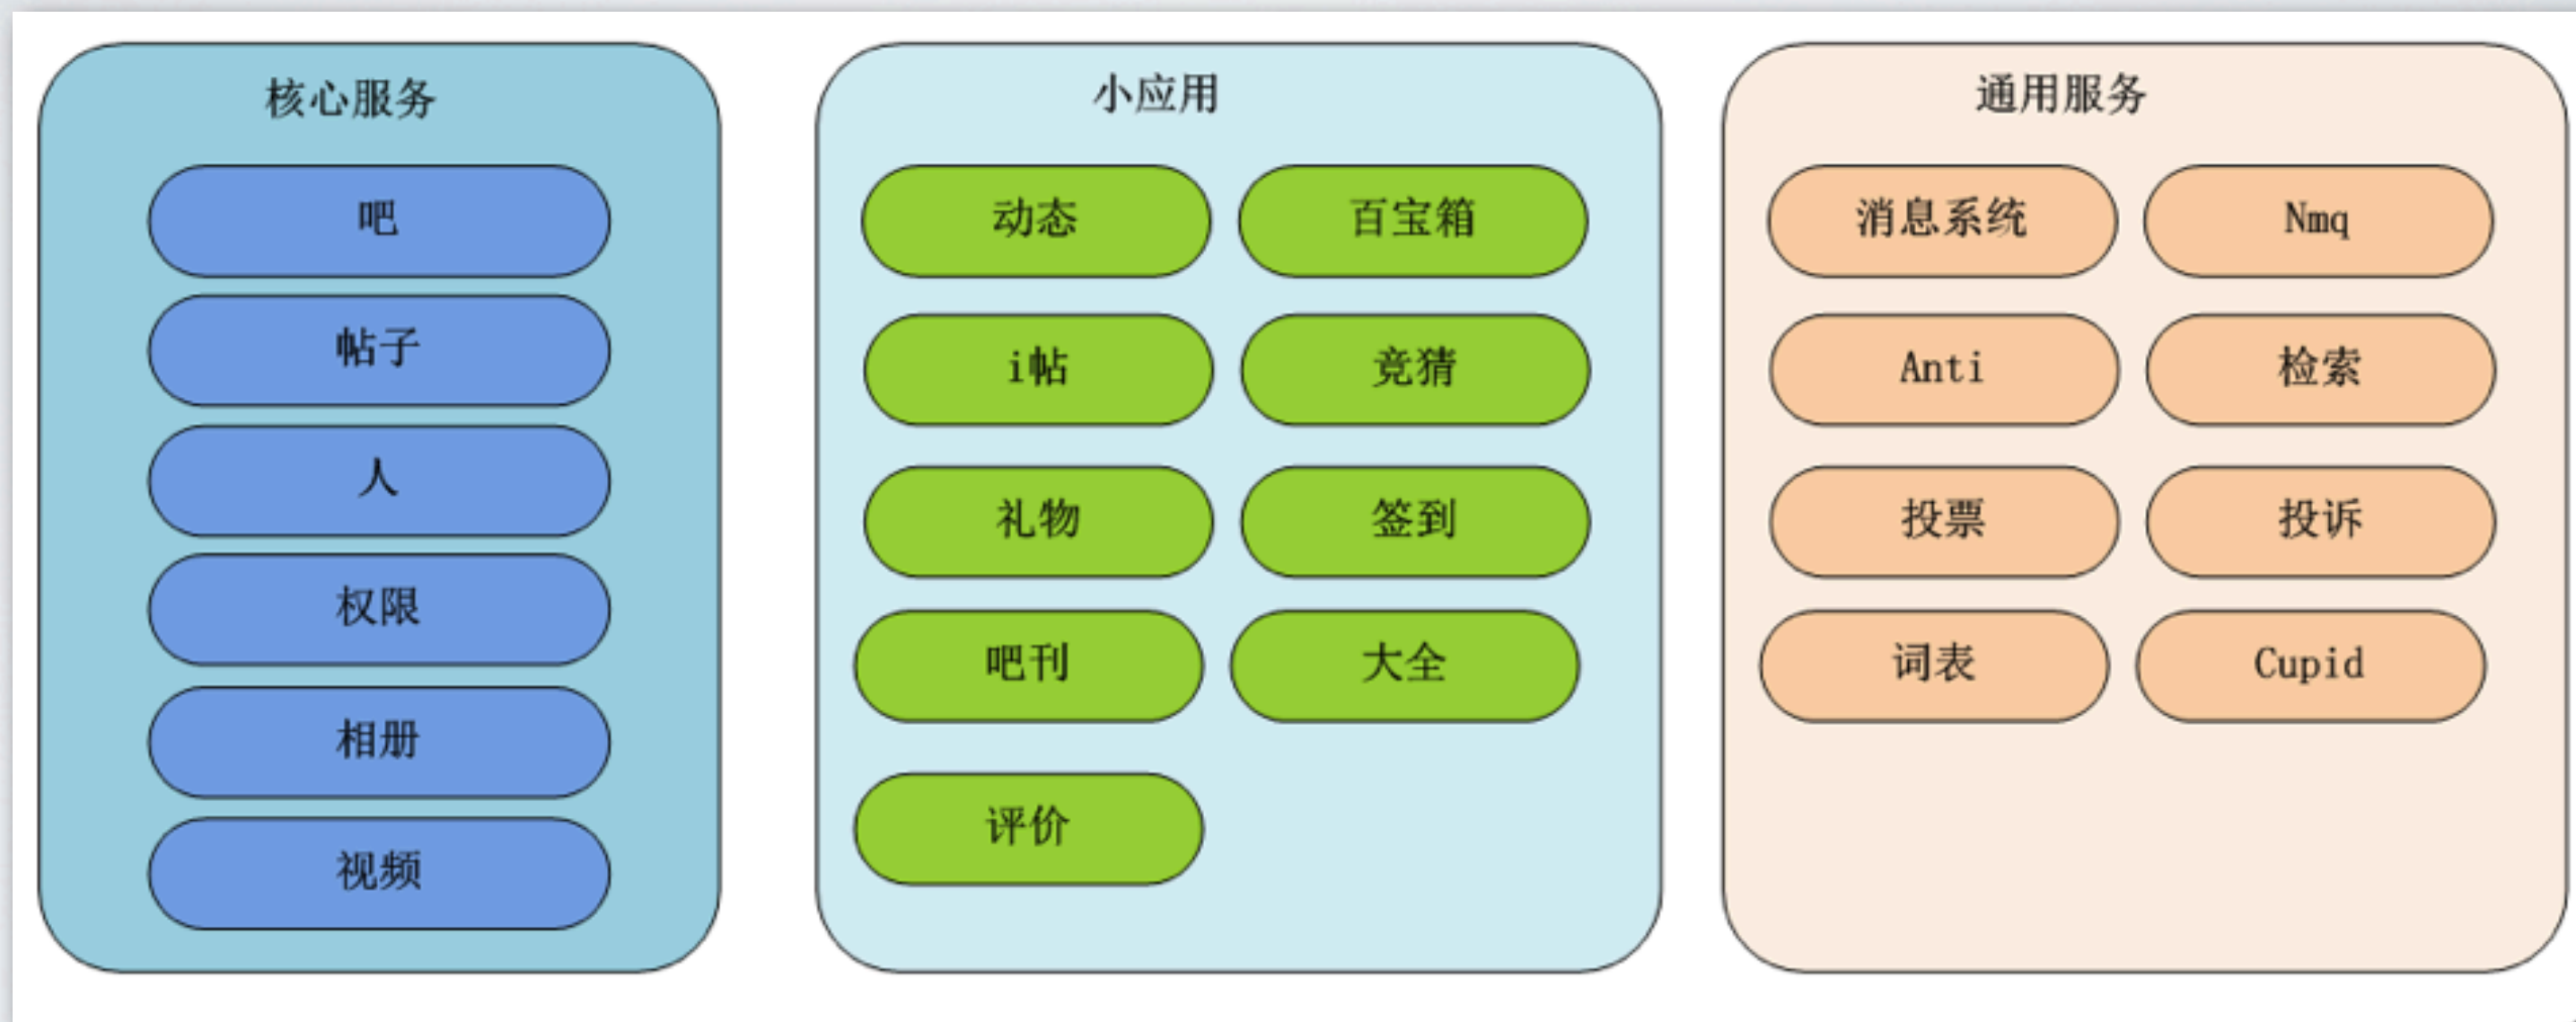 核心服务
吧
帖子
人
权限
相册
视频
小应用
动态 百宝箱
i帖 竞猜
礼物 签到
吧刊 大全
评价
通用服务
消息系统 Nmq
Anti 检索
投票 投诉
词表 Cupid